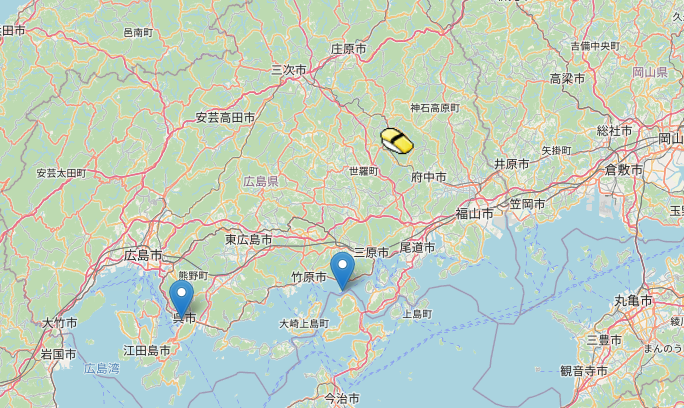 邑南町
庄原市
吉備中央町
三次市
岡山県
高梁市
神石高原町
安芸高田市
総社市
岡山
矢掛町
井原市
安芸太田町
世羅町
府中市
倉敷市
広島県
笠岡市
福山市
東広島市
尾道市
三原市
広島市
熊野町
竹原市
丸亀市
上島町
呉市
大竹市
大崎上島町
三豊市
江田島市
岩国市
まんのう
広島湾
観音寺市
今治市